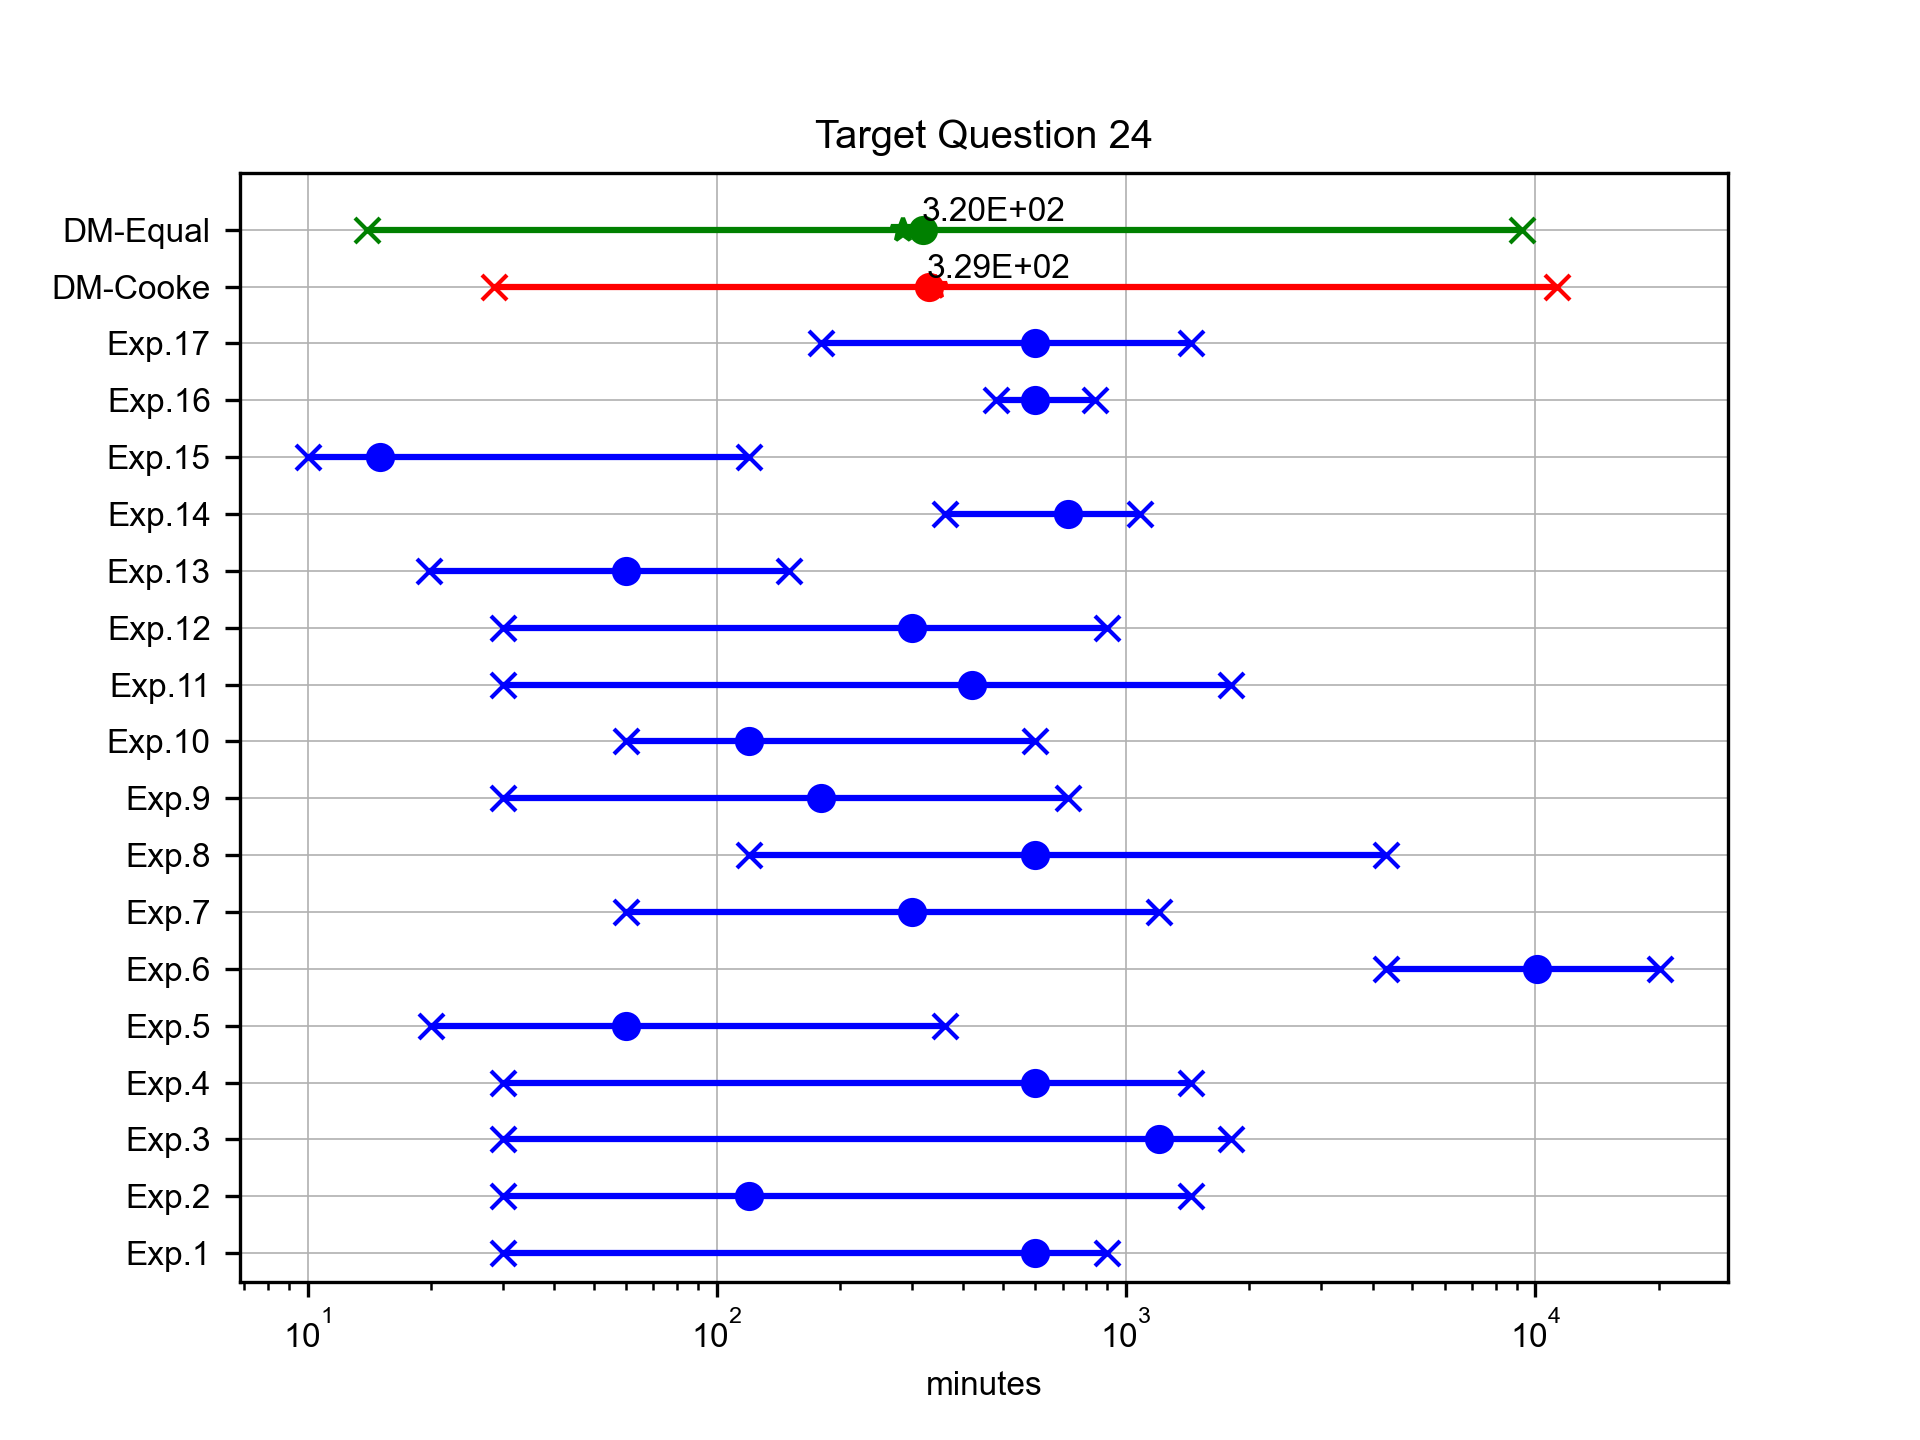 Target Question 24
DM-Equal
3.20E+02
DM-Cooke
3.29E+02
Exp.17
Exp.16
Exp.15
Exp.14
Exp.13
Exp.12
Exp.11
Exp.10
Exp.9
Exp.8
Exp.7
Exp.6
Exp.5
Exp.4
Exp.3
Exp.2
Exp.1
10¹ 10² 10³ 10⁴
minutes